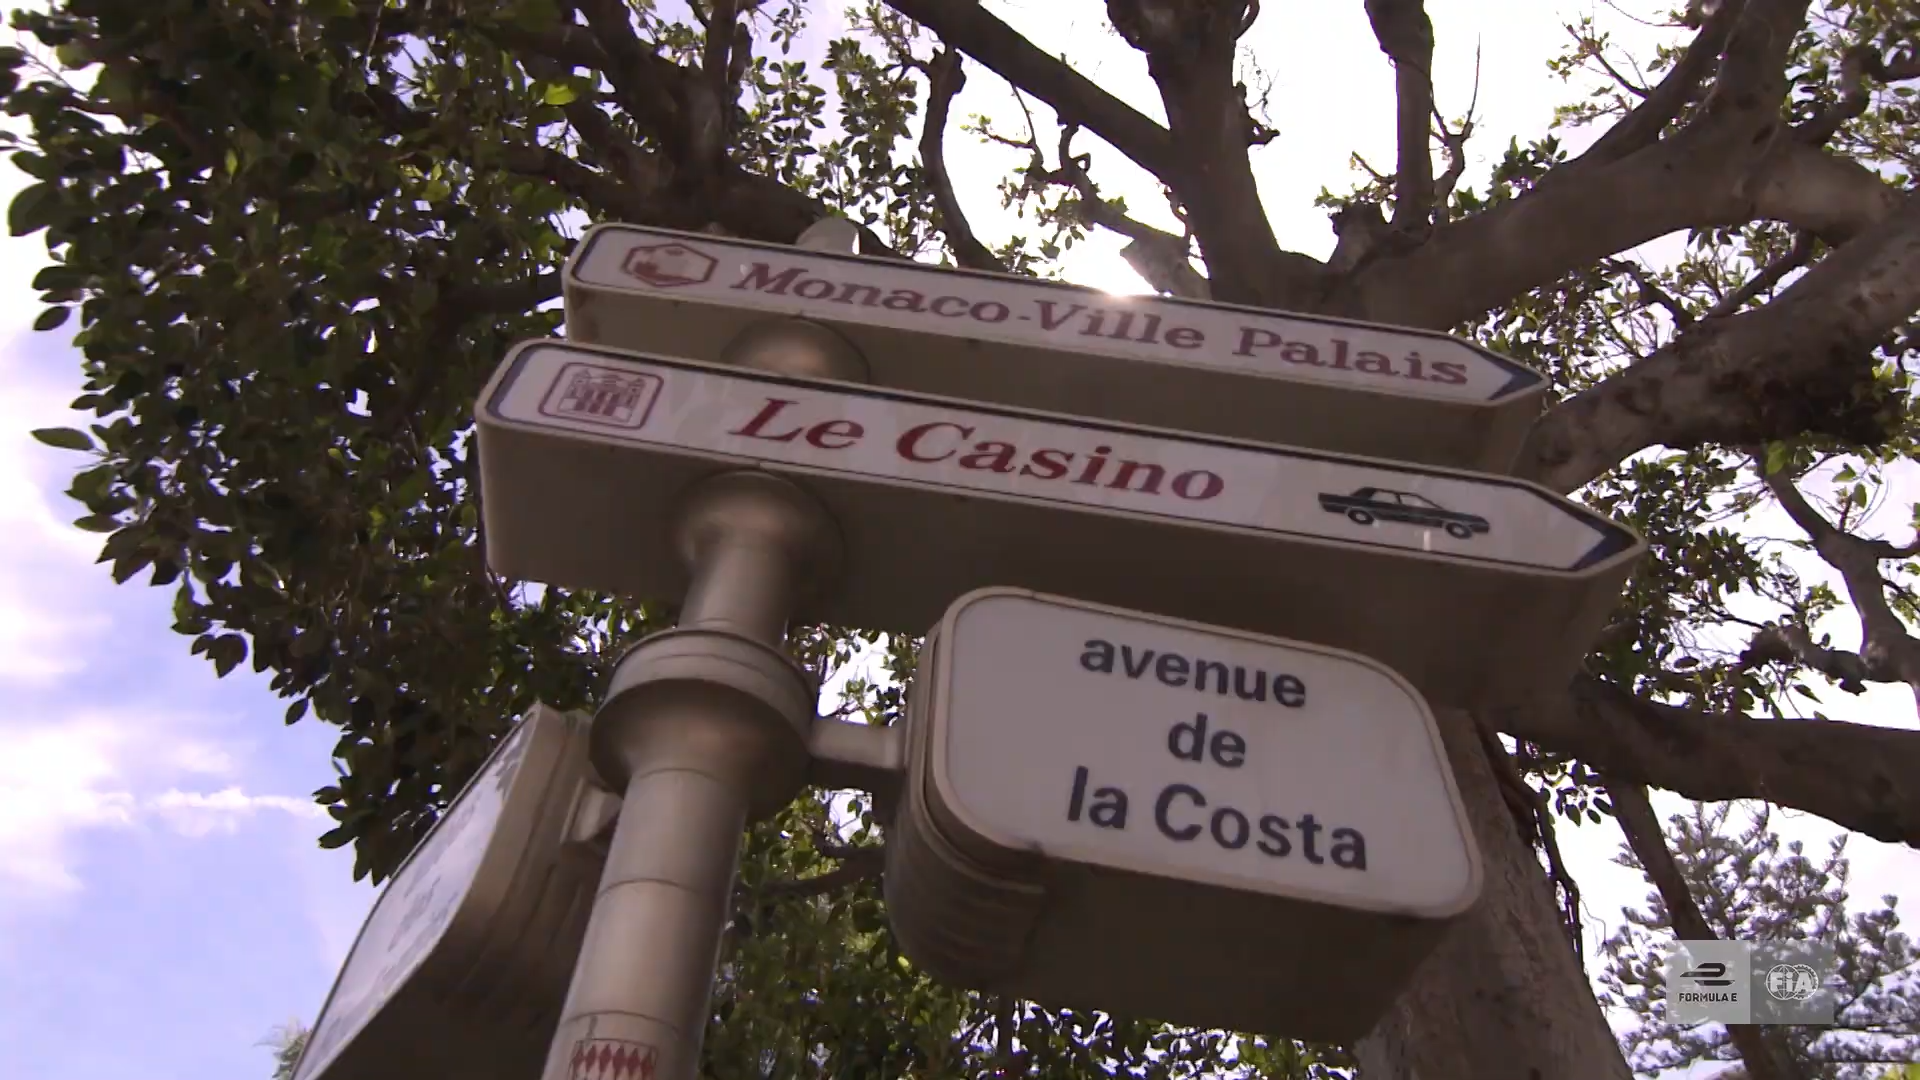 Monaco-Ville Palais
Le Casino
avenue
de
la Costa
FORMULA E
FIA